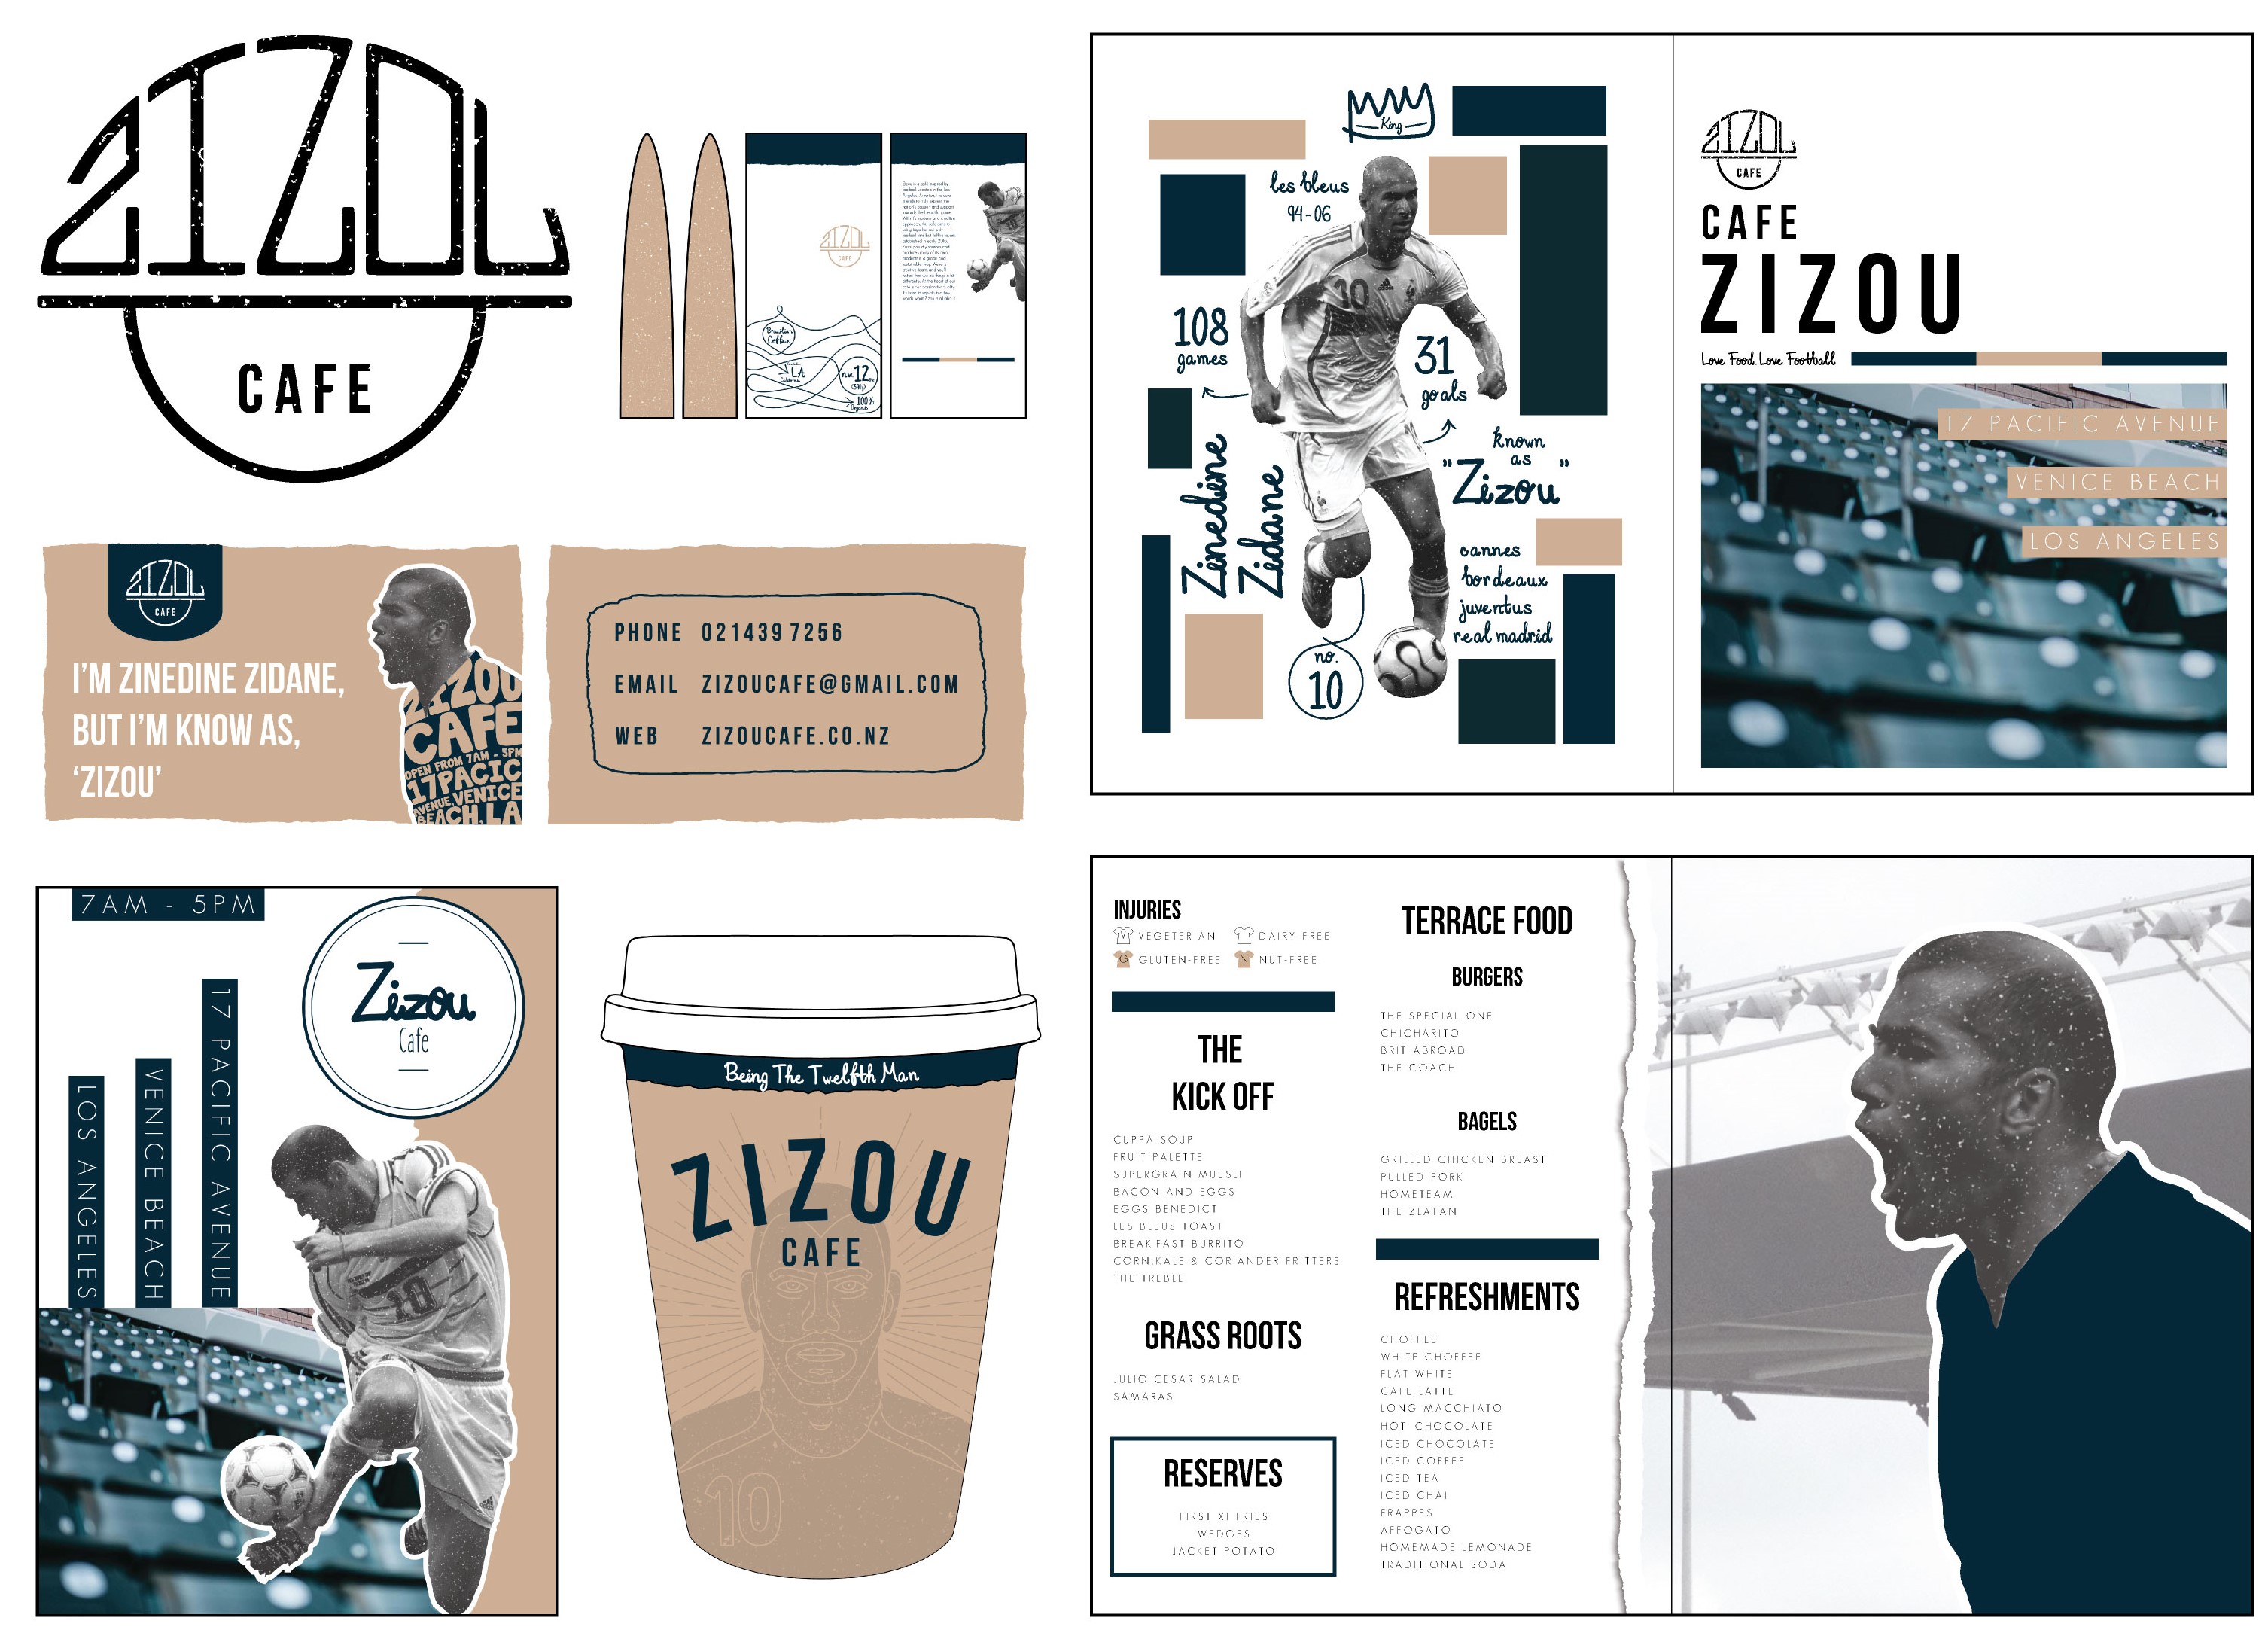 ZIZOU
CAFE
ZIZOU
Brazilian
Coffee
LA
California
n.w. 12 oz
(340g)
100%
Organic
ZIZOU
CAFE
I'M ZINEDINE ZIDANE,
BUT I'M KNOW AS,
'ZIZOU'
ZIZOU
CAFE
OPEN FROM 7AM - 5PM
17 PACIC
AVENUE, VENICE
BEACH, LA
PHONE 021439 7256
EMAIL ZIZOUCAFE@GMAIL.COM
WEB ZIZOUCAFE.CO.NZ
7AM - 5PM
Zizou
Cafe
17 PACIFIC AVENUE
VENICE BEACH
LOS ANGELES
10
Being The Twelfth Man
ZIZOU
CAFE
10
King
les bleus
94-06
10
adidas
108
games
31
goals
known
as
"Zizou"
Zinedine
Zidane
cannes
bordeaux
juventus
real madrid
no.
10
ZIZOU
CAFE
CAFE
ZIZOU
Love Food. Love Football
17 PACIFIC AVENUE
VENICE BEACH
LOS ANGELES
INJURIES
V VEGETERIAN
DAIRY-FREE
G GLUTEN-FREE
N NUT-FREE
THE
KICK OFF
CUPPA SOUP
FRUIT PALETTE
SUPERGRAIN MUESLI
BACON AND EGGS
EGGS BENEDICT
LES BLEUS TOAST
BREAK FAST BURRITO
CORN,KALE & CORIANDER FRITTERS
THE TREBLE
GRASS ROOTS
JULIO CESAR SALAD
SAMARAS
RESERVES
FIRST XI FRIES
WEDGES
JACKET POTATO
TERRACE FOOD
BURGERS
THE SPECIAL ONE
CHICHARITO
BRIT ABROAD
THE COACH
BAGELS
GRILLED CHICKEN BREAST
PULLED PORK
HOMETEAM
THE ZLATAN
REFRESHMENTS
CHOFFEE
WHITE CHOFFEE
FLAT WHITE
CAFE LATTE
LONG MACCHIATO
HOT CHOCOLATE
ICED CHOCOLATE
ICED COFFEE
ICED TEA
ICED CHAI
FRAPPES
AFFOGATO
HOMEMADE LEMONADE
TRADITIONAL SODA